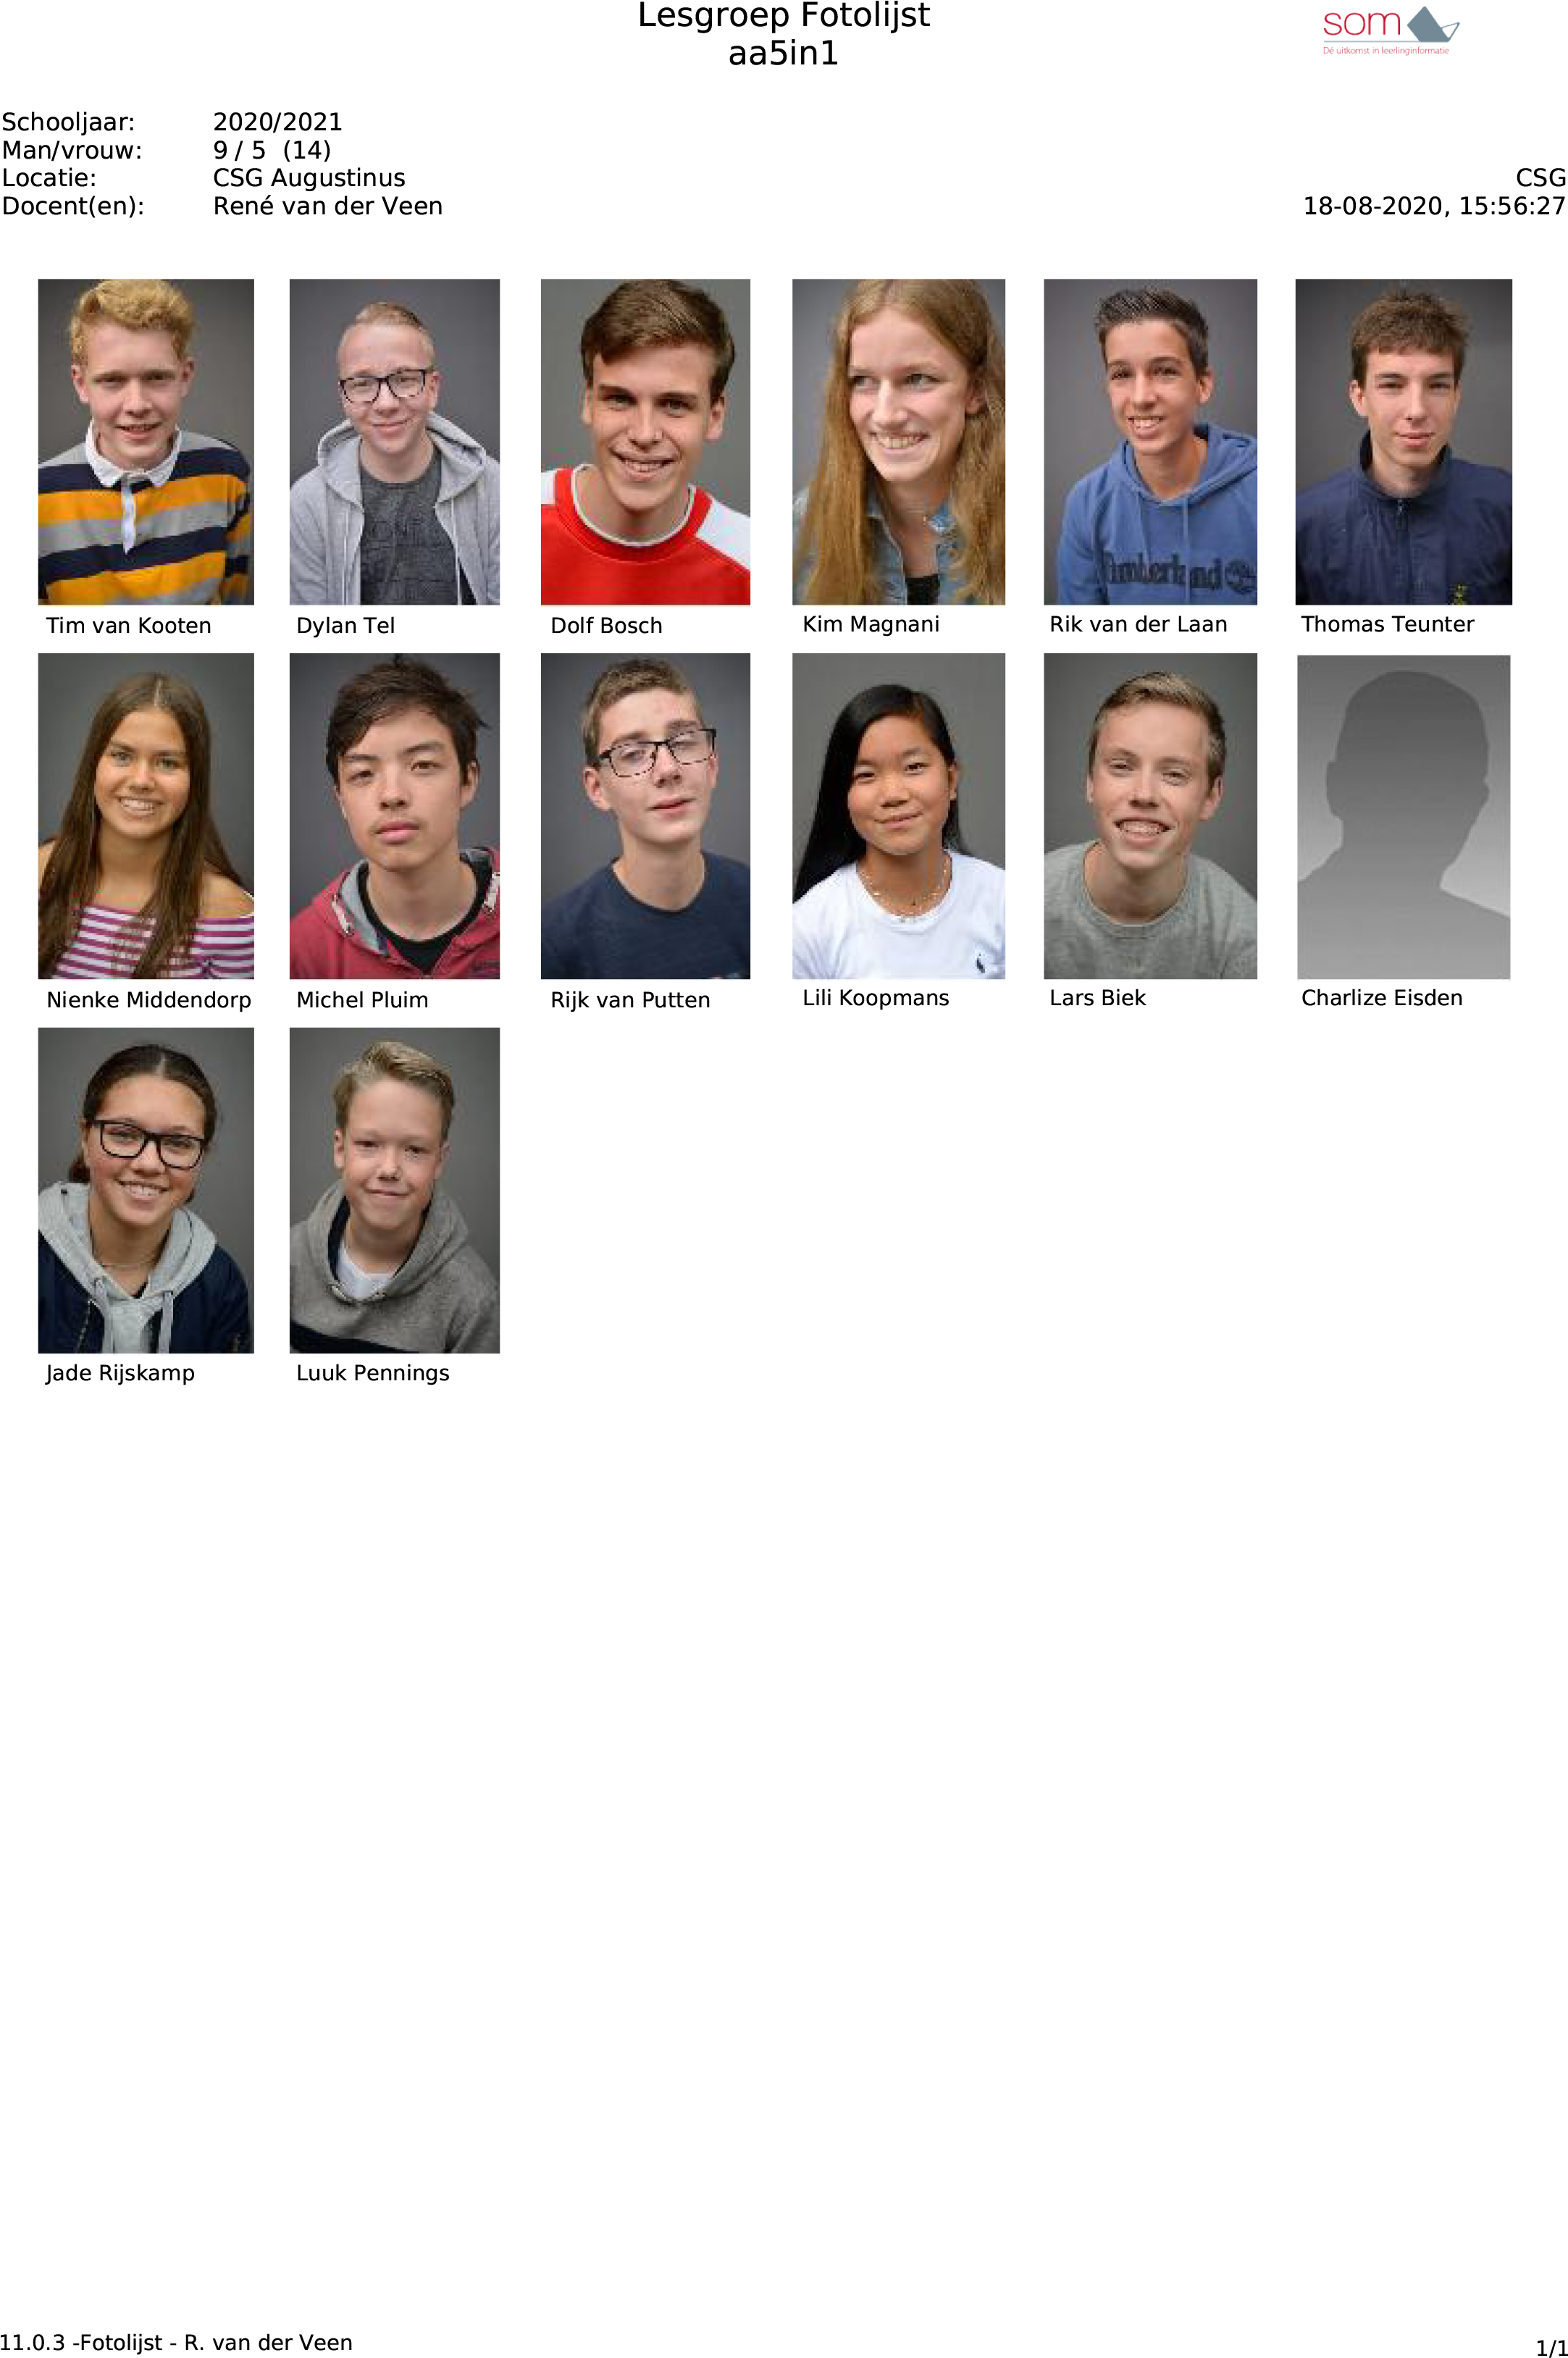 Lesgroep Fotolijst
aa5in1
som
Dé uitkomst in leerlinginformatie
Schooljaar: 2020/2021
Man/vrouw: 9 / 5 (14)
Locatie: CSG Augustinus
CSG
Docent(en): René van der Veen
18-08-2020, 15:56:27
Timberland
Tim van Kooten
Dylan Tel
Dolf Bosch
Kim Magnani
Rik van der Laan
Thomas Teunter
Nienke Middendorp
Michel Pluim
Rijk van Putten
Lili Koopmans
Lars Biek
Charlize Eisden
Jade Rijskamp
Luuk Pennings
11.0.3 -Fotolijst - R. van der Veen
1/1